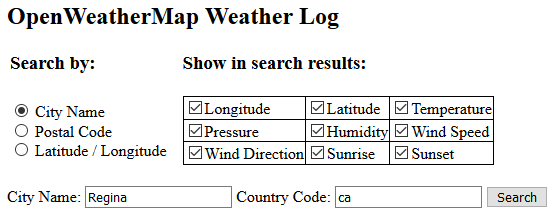 OpenWeatherMap Weather Log
Search by: Show in search results:
City Name Longitude Latitude Temperature
Postal Code Pressure Humidity Wind Speed
Latitude / Longitude Wind Direction Sunrise Sunset
City Name: Regina Country Code: ca Search